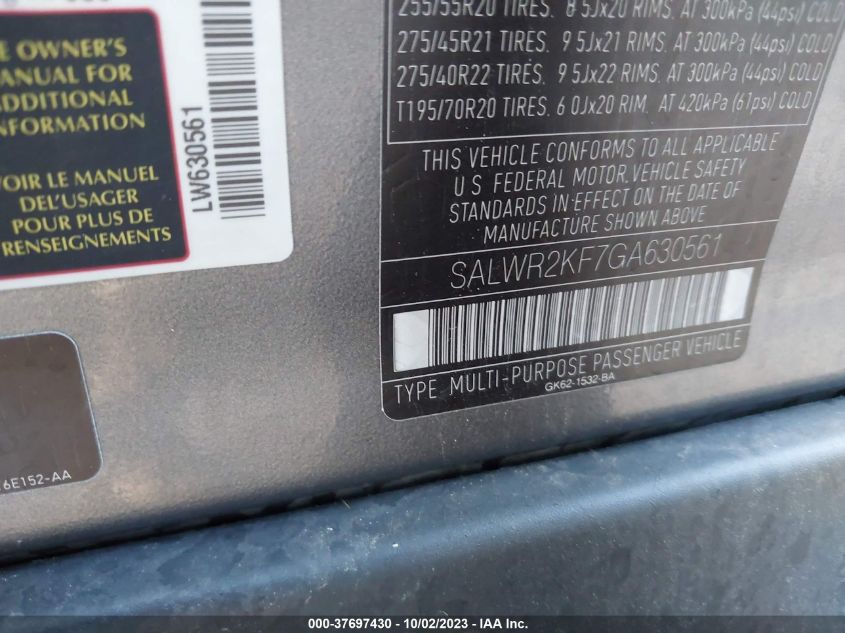 E OWNER'S
ANUAL FOR
ADDITIONAL
NFORMATION
VOIR LE MANUEL
DEL'USAGER
POUR PLUS DE
RENSEIGNEMENTS
LW630561
6E152-AA
255/55R20 TIRES. 8 5Jx20 RIMS. AT 300kPa (44psi) COLD
275/45R21 TIRES. 9 5Jx21 RIMS. AT 300kPa (44psi) COLD
275/40R22 TIRES. 9 5Jx22 RIMS. AT 300kPa (44psi) COLD
T195/70R20 TIRES. 6 0Jx20 RIM. AT 420kPa (61psi) COLD
THIS VEHICLE CONFORMS TO ALL APPLICABLE
U S FEDERAL MOTOR VEHICLE SAFETY
STANDARDS IN EFFECT ON THE DATE OF
MANUFACTURE SHOWN ABOVE
SALWR2KF7GA630561
TYPE MULTI-PURPOSE PASSENGER VEHICLE
GK62-1532-BA
000-37697430 - 10/02/2023 - IAA Inc.